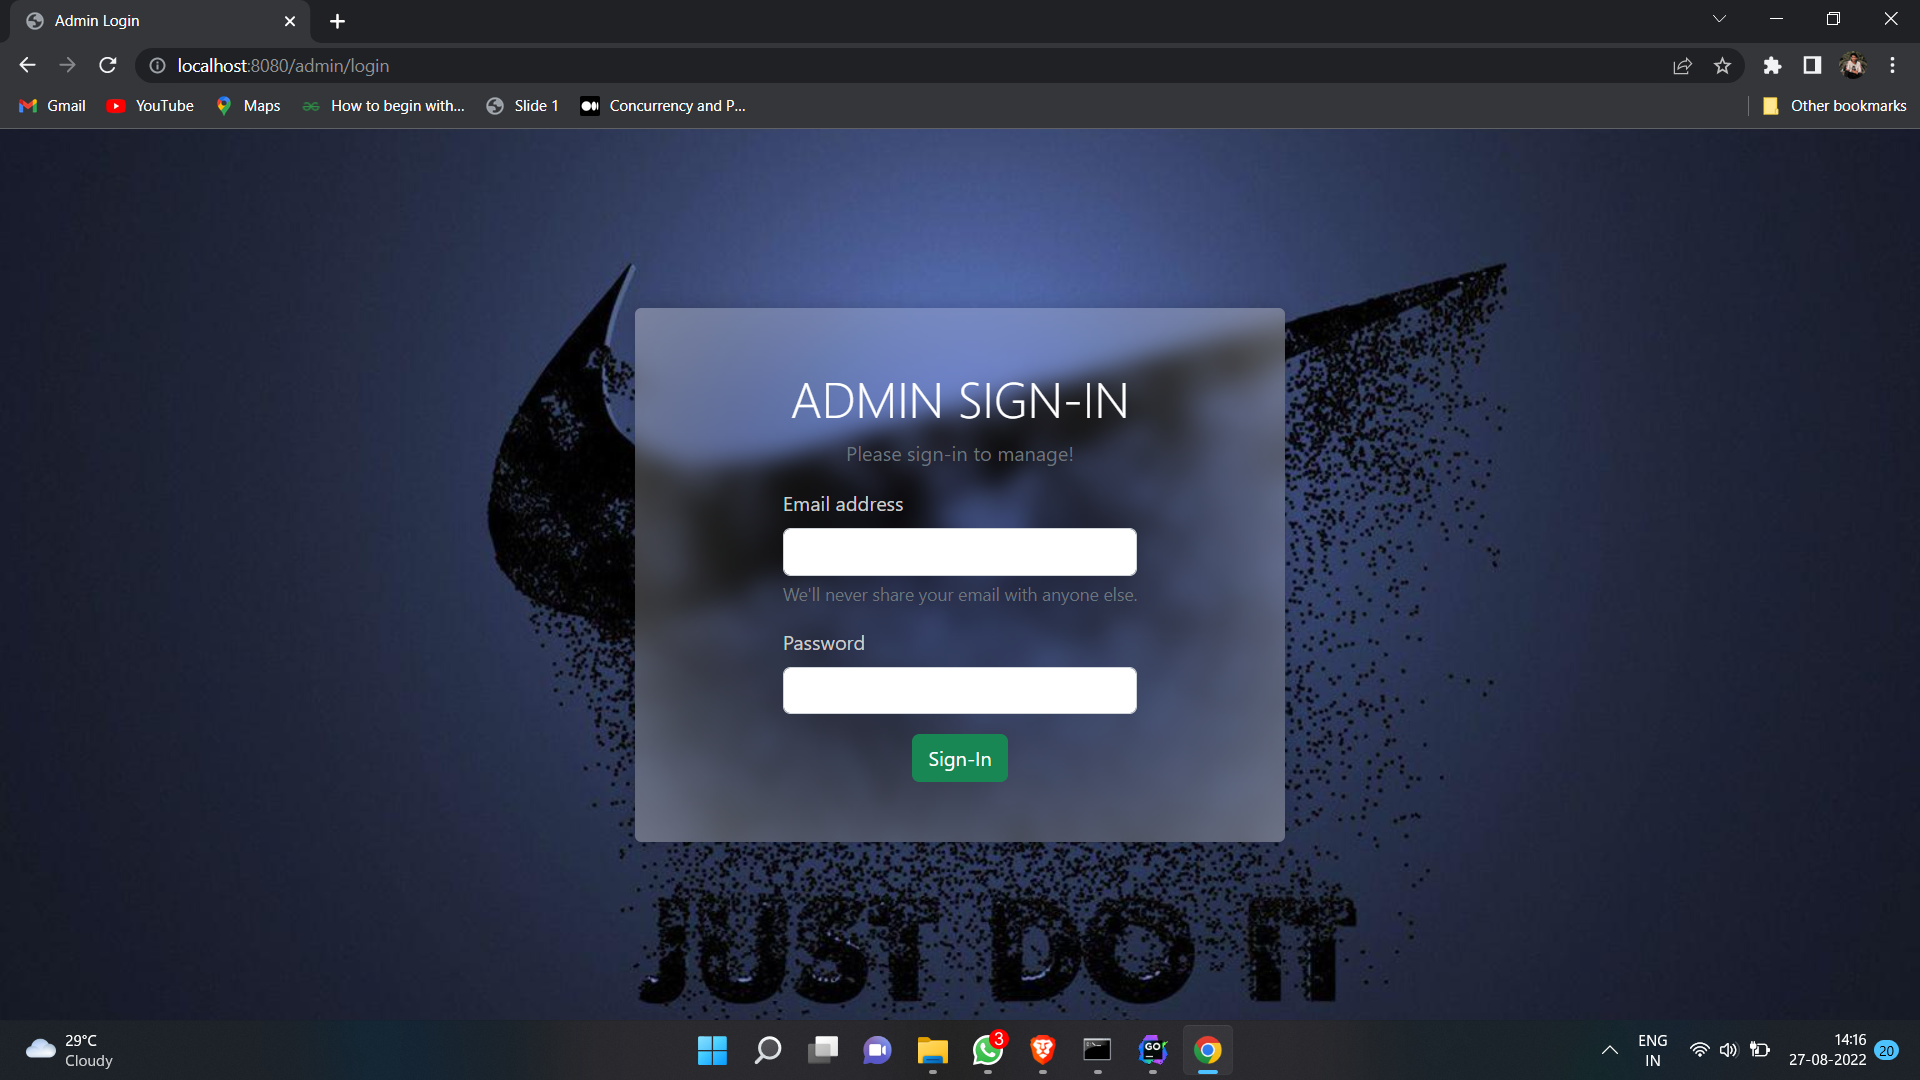 Admin Login
localhost:8080/admin/login
Gmail
YouTube
Maps
How to begin with...
Slide 1
Concurrency and P...
Other bookmarks
ADMIN SIGN-IN
Please sign-in to manage!
Email address
We'll never share your email with anyone else.
Password
Sign-In
JUST DO IT
29°C
Cloudy
3
GO
ENG
IN
14:16
27-08-2022
20